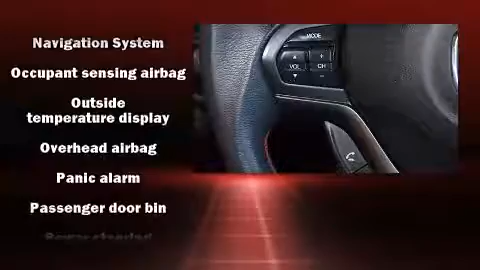 Navigation System
Occupant sensing airbag
Outside
temperature display
Overhead airbag
Panic alarm
Passenger door bin
MODE
VOL
CH